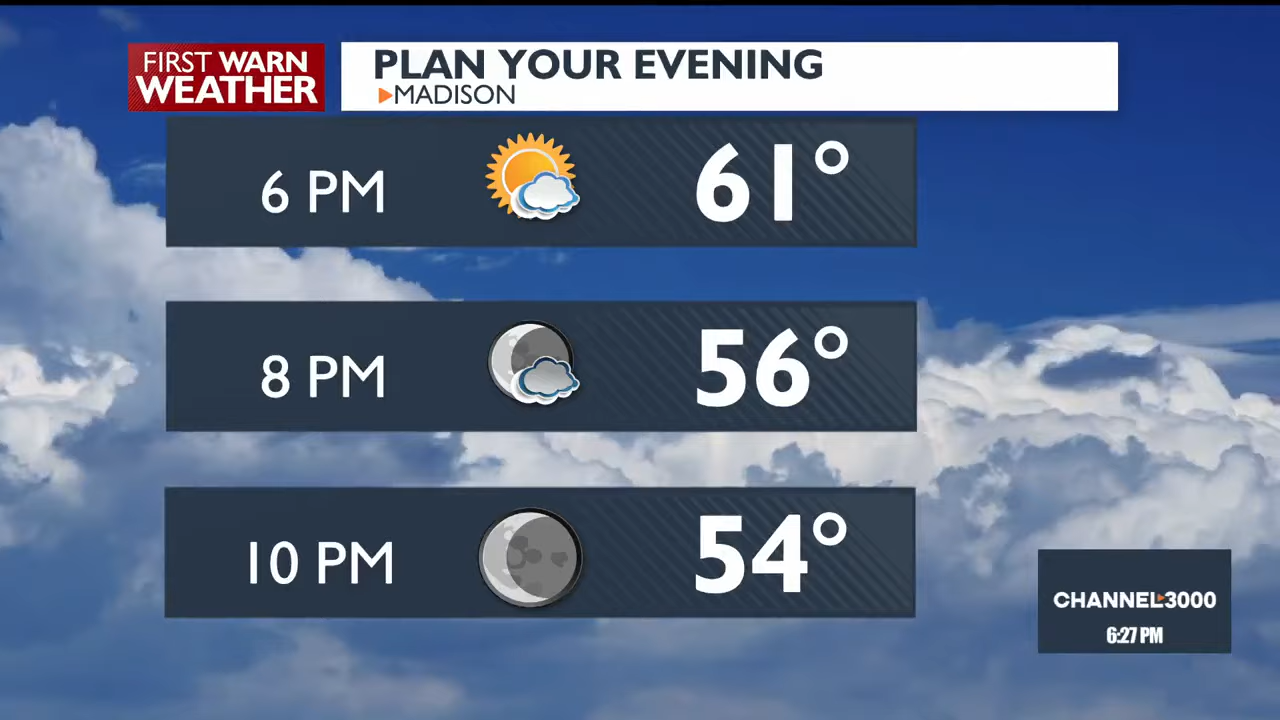 FIRST WARN
WEATHER
PLAN YOUR EVENING
MADISON
6 PM
61°
8 PM
56°
10 PM
54°
CHANNEL3000
6:27 PM